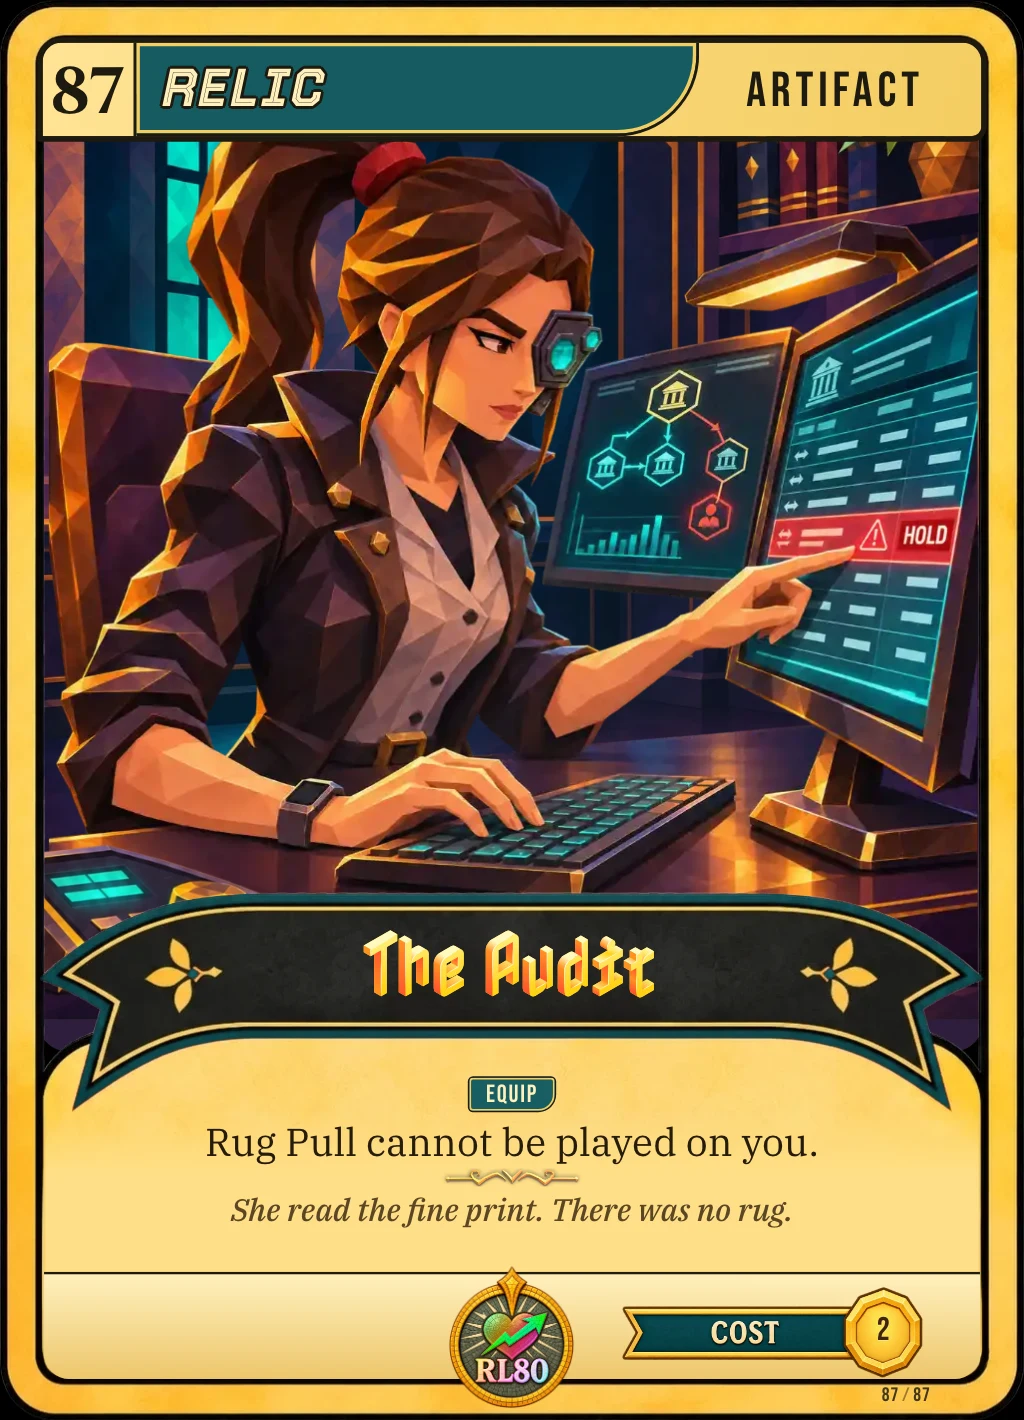 87
RELIC
ARTIFACT
HOLD
The Audit
EQUIP
Rug Pull cannot be played on you.
She read the fine print. There was no rug.
RL80
COST
2
87 / 87